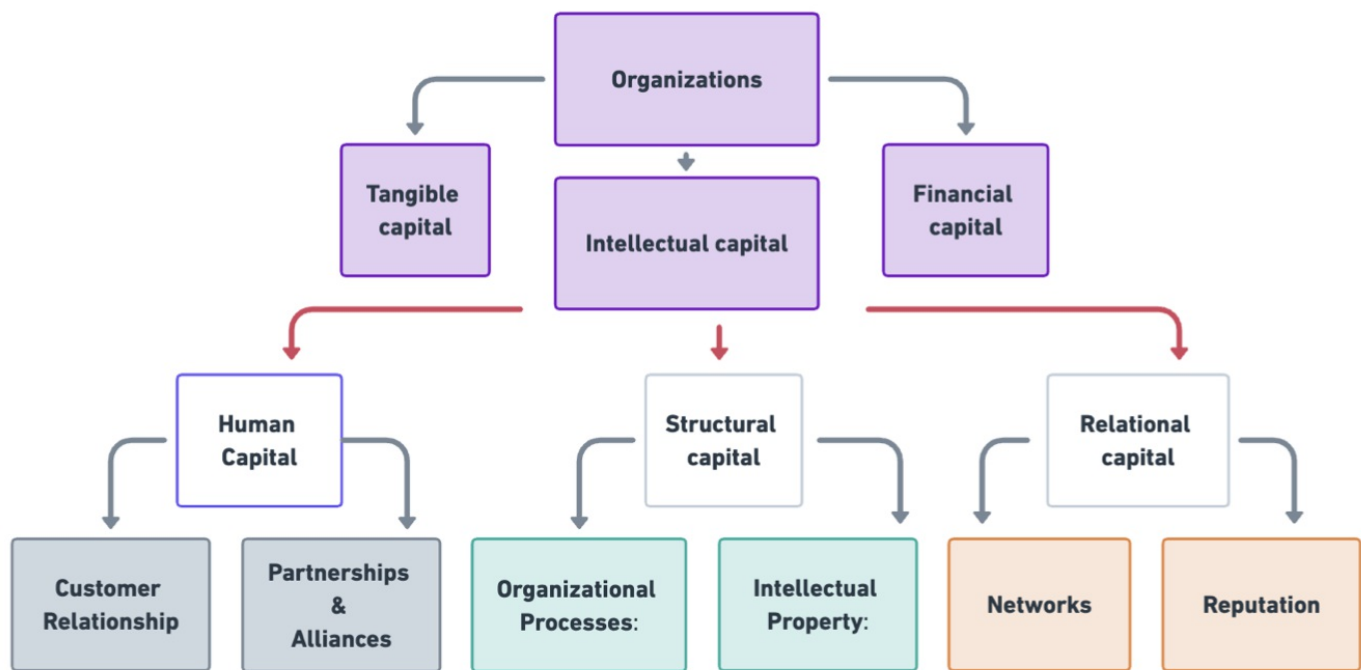 Organizations
Tangible
capital
Intellectual capital
Financial
capital
Human
Capital
Structural
capital
Relational
capital
Customer
Relationship
Partnerships
&
Alliances
Organizational
Processes:
Intellectual
Property:
Networks
Reputation